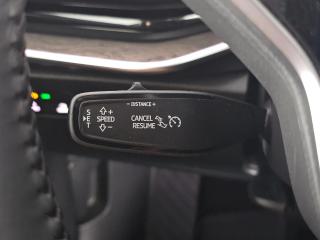 - DISTANCE +
SET
+
SPEED
-
CANCEL
RESUME